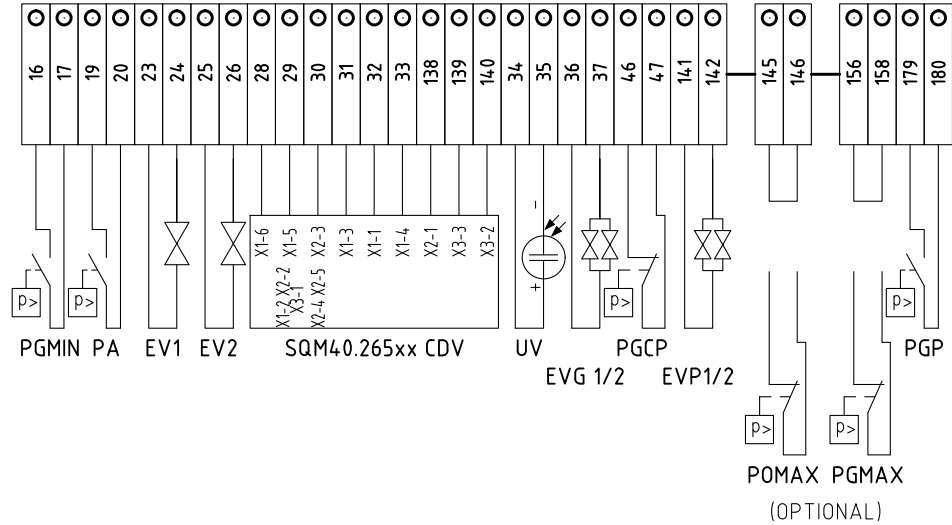 16 17 19 20 23 24 25 26 28 29 30 31 32 33 138 139 140 34 35 36 37 46 47 141 142 145 146 156 158 179 180
X1-6 X1-5 X2-3 X1-3 X1-1 X1-4 X2-1 X3-3 X3-2
X1-2 X2-2
X3-1
X2-4 X2-5
-
+
p> p> p> p>
PGMIN PA EV1 EV2 SQM40.265xx CDV UV PGCP PGP
EVG 1/2 EVP1/2
p> p>
POMAX PGMAX
(OPTIONAL)